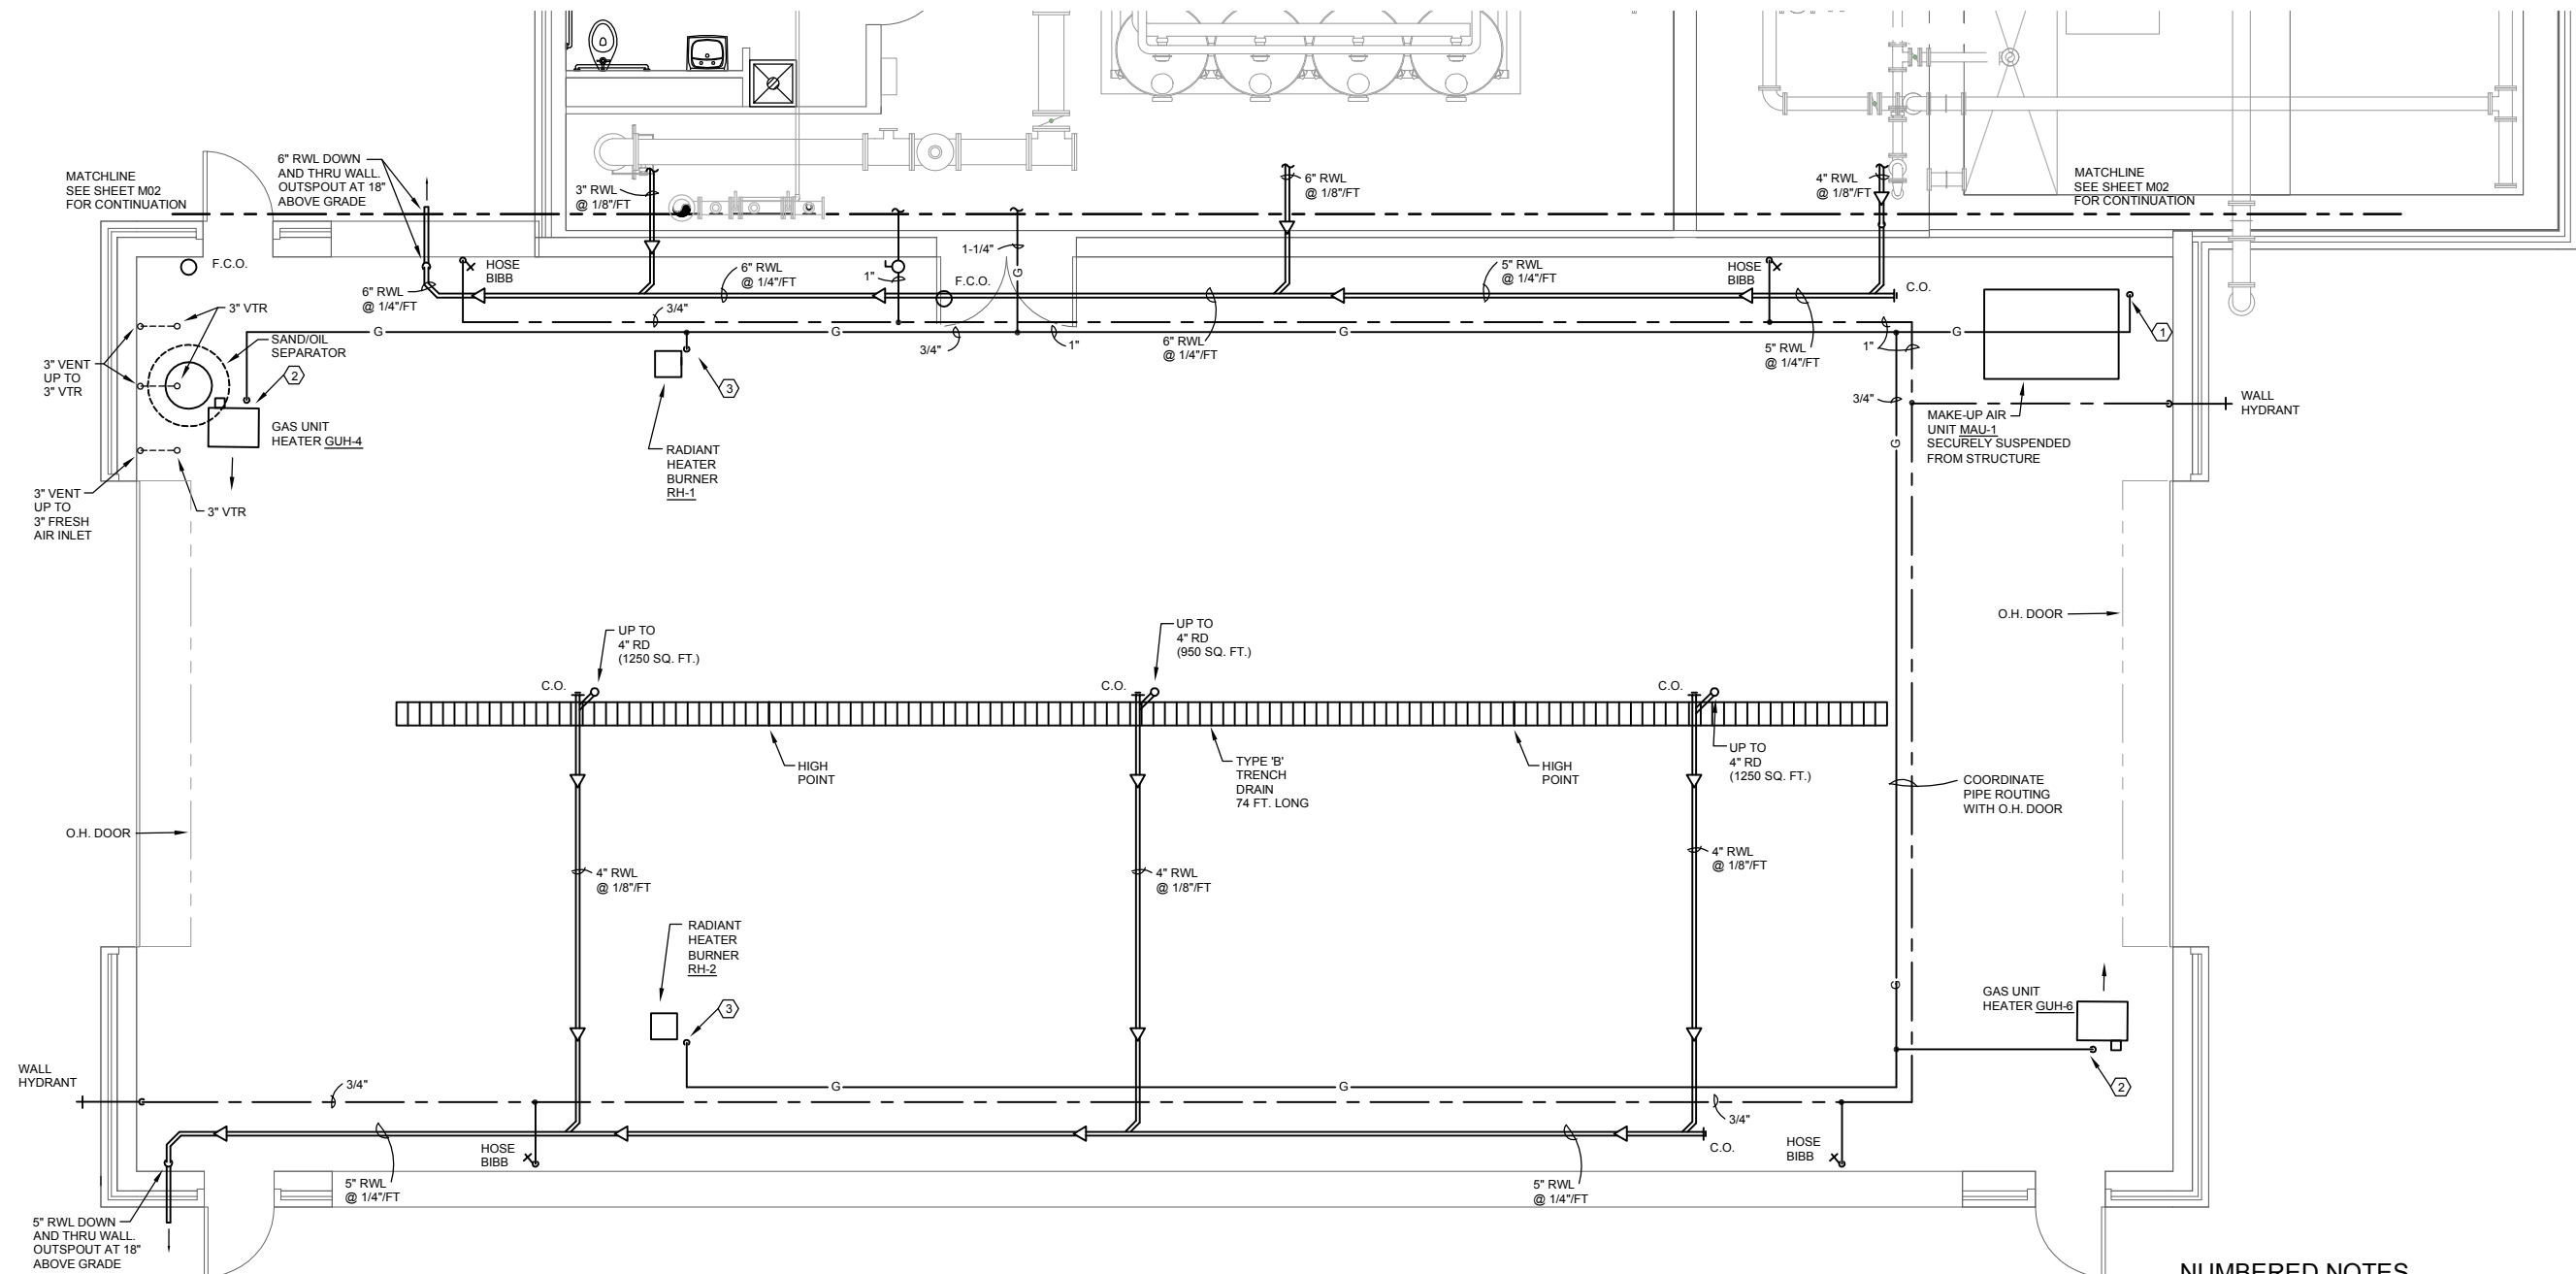 MATCHLINE
SEE SHEET M02
FOR CONTINUATION
6" RWL DOWN
AND THRU WALL.
OUTSPOUT AT 18"
ABOVE GRADE
3" RWL
@ 1/8"/FT
6" RWL
@ 1/8"/FT
4" RWL
@ 1/8"/FT
MATCHLINE
SEE SHEET M02
FOR CONTINUATION
F.C.O.
6" RWL
@ 1/4"/FT
HOSE
BIBB
6" RWL
@ 1/4"/FT
1"
1-1/4"
G
F.C.O.
5" RWL
@ 1/4"/FT
HOSE
BIBB
C.O.
3" VTR
3/4"
G
G
G
G
1
SAND/OIL
SEPARATOR
3/4"
1"
6" RWL
@ 1/4"/FT
5" RWL
@ 1/4"/FT
1"
3" VENT
UP TO
3" VTR
2
3
3/4"
WALL
HYDRANT
GAS UNIT
HEATER GUH-4
MAKE-UP AIR
UNIT MAU-1
SECURELY SUSPENDED
FROM STRUCTURE
G
RADIANT
HEATER
BURNER
RH-1
3" VENT
UP TO
3" FRESH
AIR INLET
3" VTR
O.H. DOOR
UP TO
4" RD
(1250 SQ. FT.)
UP TO
4" RD
(950 SQ. FT.)
C.O.
C.O.
C.O.
HIGH
POINT
TYPE 'B'
TRENCH
DRAIN
74 FT. LONG
HIGH
POINT
UP TO
4" RD
(1250 SQ. FT.)
COORDINATE
PIPE ROUTING
WITH O.H. DOOR
O.H. DOOR
4" RWL
@ 1/8"/FT
4" RWL
@ 1/8"/FT
4" RWL
@ 1/8"/FT
RADIANT
HEATER
BURNER
RH-2
3
G
GAS UNIT
HEATER GUH-6
2
WALL
HYDRANT
3/4"
G
G
3/4"
HOSE
BIBB
C.O.
HOSE
BIBB
5" RWL
@ 1/4"/FT
5" RWL
@ 1/4"/FT
5" RWL DOWN
AND THRU WALL.
OUTSPOUT AT 18"
ABOVE GRADE
NUMBERED NOTES